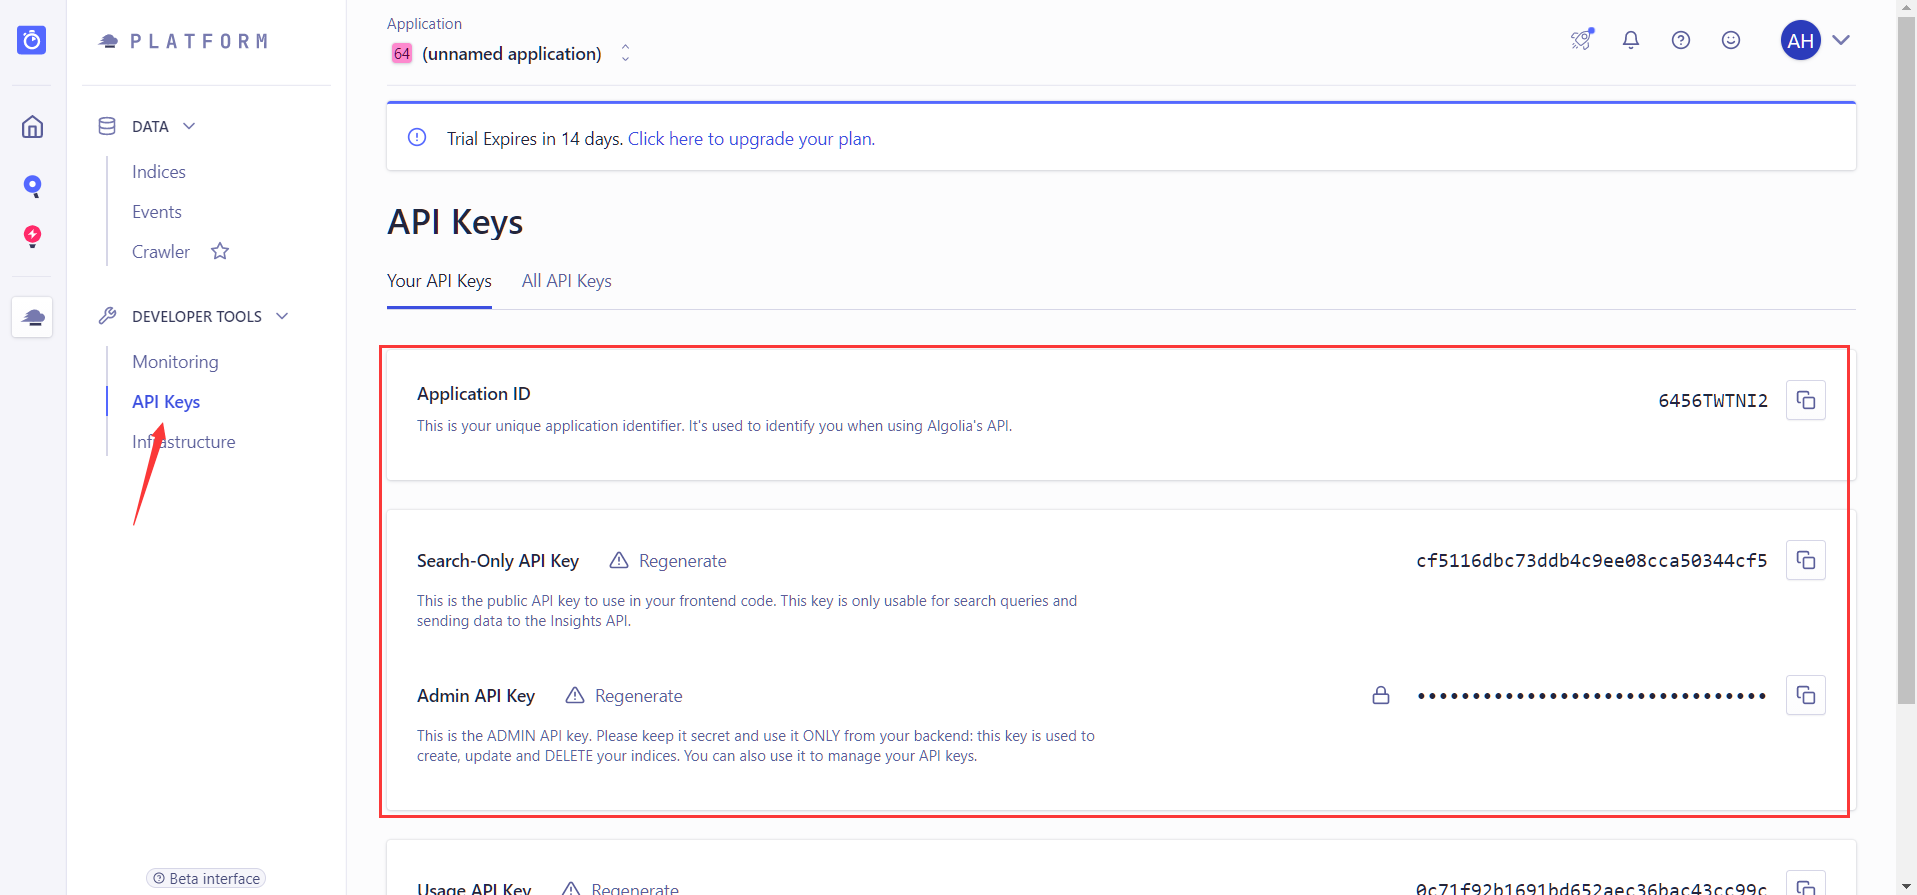 PLATFORM
DATA
Indices
Events
Crawler
DEVELOPER TOOLS
Monitoring
API Keys
Infrastructure
Beta interface
Application
64 (unnamed application)
AH
Trial Expires in 14 days. Click here to upgrade your plan.
API Keys
Your API Keys All API Keys
Application ID
6456TWTNI2
This is your unique application identifier. It's used to identify you when using Algolia's API.
Search-Only API Key Regenerate cf5116dbc73ddb4c9ee08cca50344cf5
This is the public API key to use in your frontend code. This key is only usable for search queries and
sending data to the Insights API.
Admin API Key Regenerate ••••••••••••••••••••••••••••••••
This is the ADMIN API key. Please keep it secret and use it ONLY from your backend: this key is used to
create, update and DELETE your indices. You can also use it to manage your API keys.
Usage API Key Regenerate 0c71f92b1691bd652aec36bac43cc99c